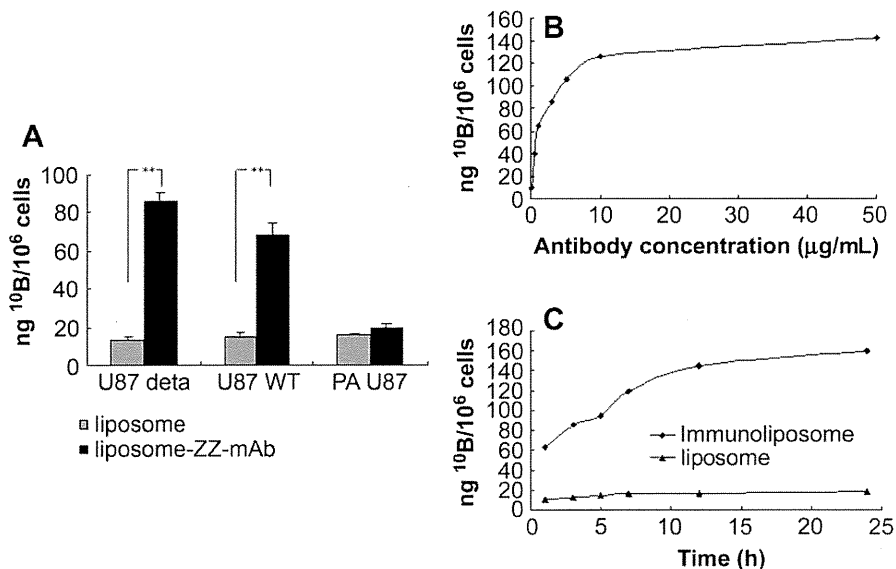 A
ng ¹⁰B/10⁶ cells
100
80
60
40
20
0
**
**
U87 deta
U87 WT
PA U87
liposome
liposome-ZZ-mAb
B
ng ¹⁰B/10⁶ cells
160
140
120
100
80
60
40
20
0
0 10 20 30 40 50
Antibody concentration (µg/mL)
C
ng ¹⁰B/10⁶ cells
180
160
140
120
100
80
60
40
20
0
Immunoliposome
liposome
0 5 10 15 20 25
Time (h)